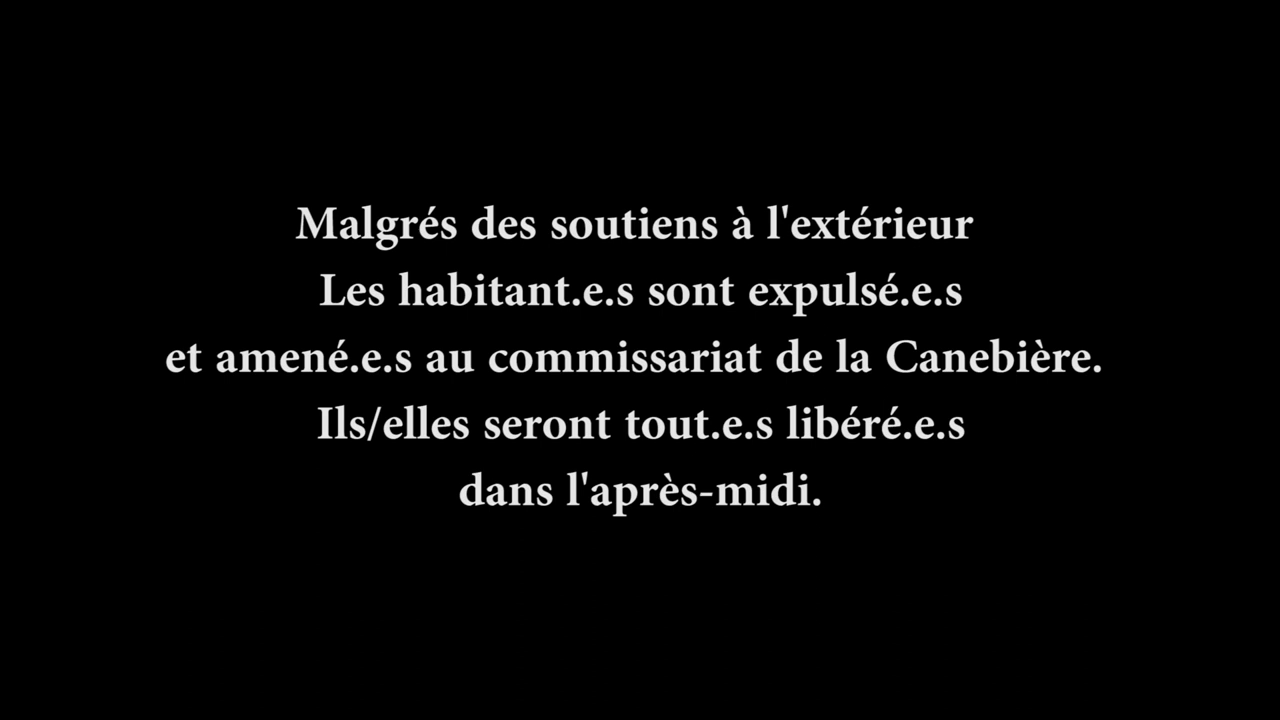 Malgrés des soutiens à l'extérieur
Les habitant.e.s sont expulsé.e.s
et amené.e.s au commissariat de la Canebière.
Ils/elles seront tout.e.s libéré.e.s
dans l'après-midi.